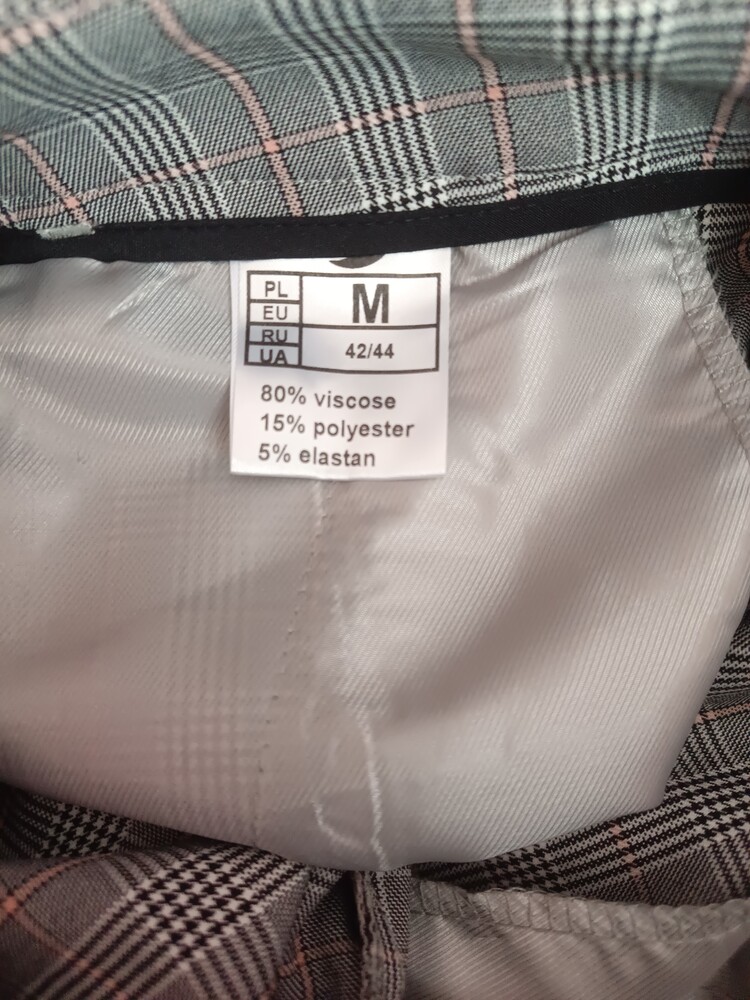 PL
EU
M
RU
UA
42/44
80% viscose
15% polyester
5% elastan